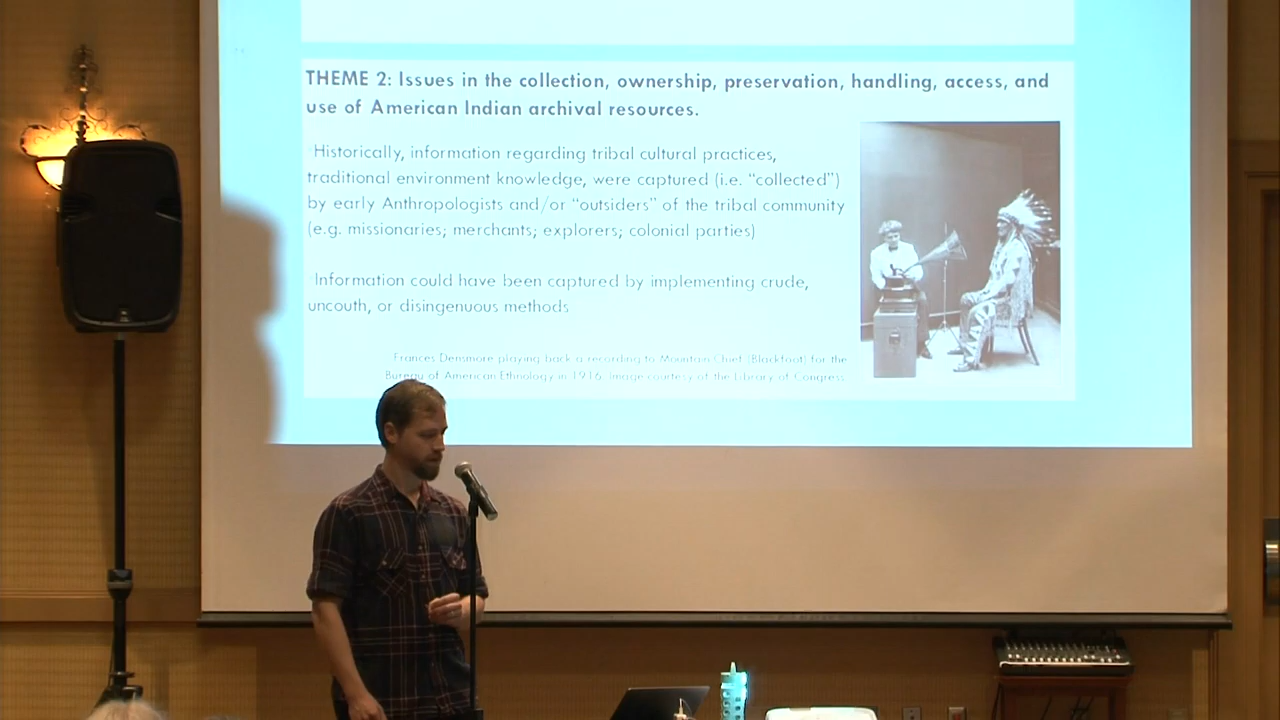 THEME 2: Issues in the collection, ownership, preservation, handling, access, and
use of American Indian archival resources.
Historically, information regarding tribal cultural practices,
traditional environment knowledge, were captured (i.e. “collected”)
by early Anthropologists and/or “outsiders” of the tribal community
(e.g. missionaries; merchants; explorers; colonial parties)
Information could have been captured by implementing crude,
uncouth, or disingenuous methods
Frances Densmore playing back a recording to Mountain Chief (Blackfoot) for the
Bureau of American Ethnology in 1916. Image courtesy of the Library of Congress